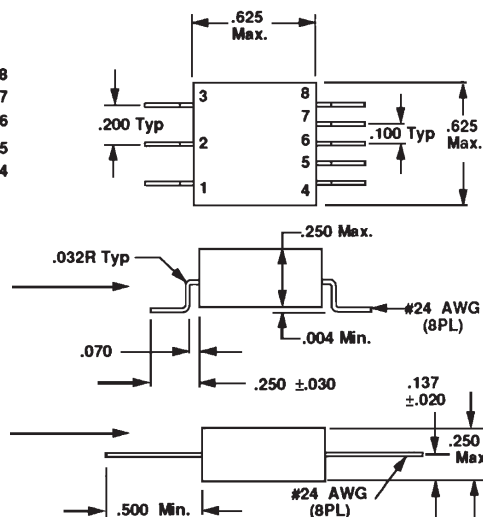 .625
Max.
8
7
6
5
4
3
8
7
.200 Typ
2
6
.100 Typ
.625
Max.
5
1
4
.250 Max.
.032R Typ
#24 AWG
(8PL)
.004 Min.
.070
.250 ±.030
.137
±.020
.250
Max
#24 AWG
(8PL)
.500 Min.